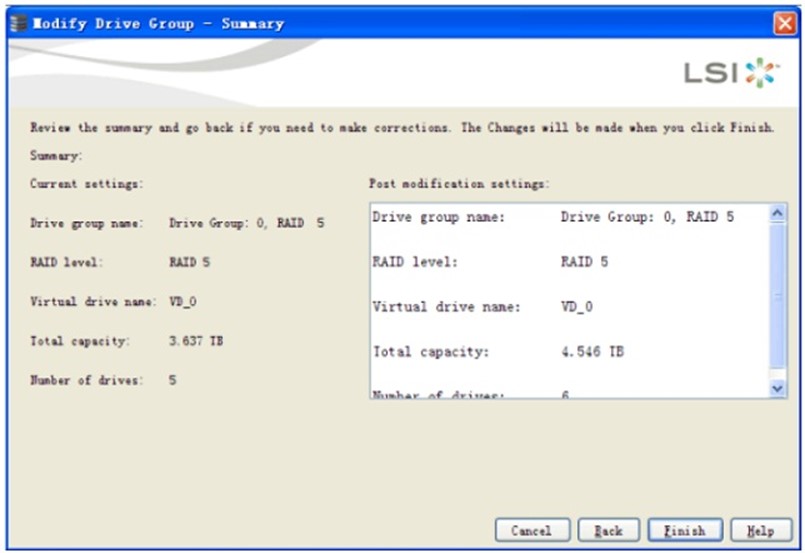 Modify Drive Group - Summary
LSI
Review the summary and go back if you need to make corrections. The Changes will be made when you click Finish.
Summary:
Current settings:
Drive group name: Drive Group: 0, RAID 5
RAID level: RAID 5
Virtual drive name: VD_0
Total capacity: 3.637 TB
Number of drives: 5
Post modification settings:
Drive group name: Drive Group: 0, RAID 5
RAID level: RAID 5
Virtual drive name: VD_0
Total capacity: 4.546 TB
Number of drives: 6
Cancel Back Finish Help